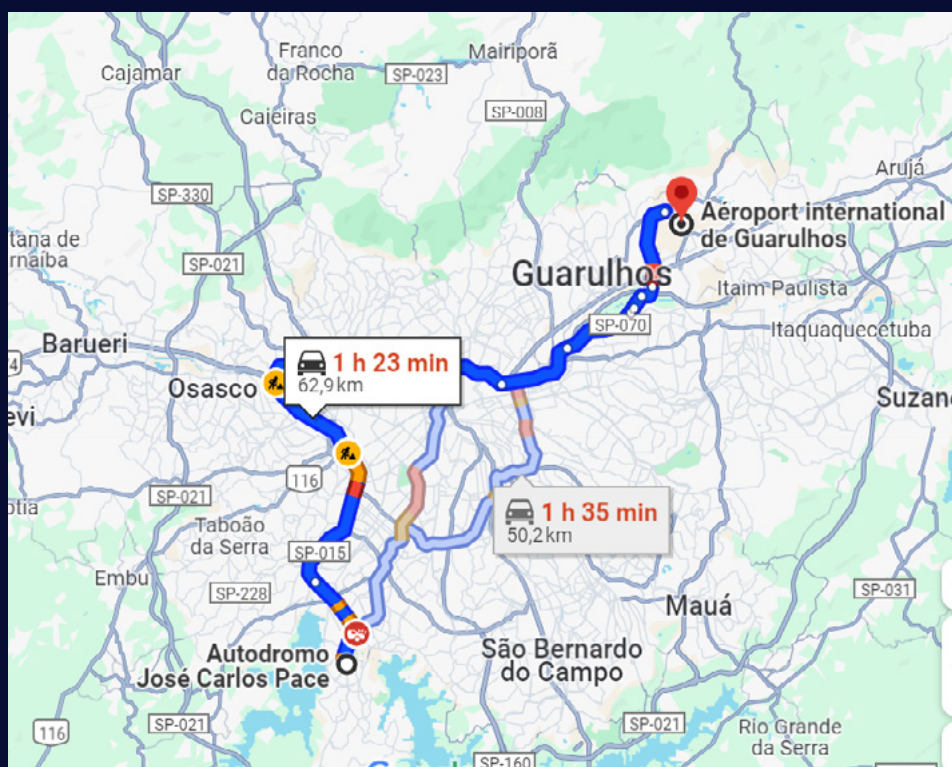 Franco
da Rocha
Mairiporã
Cajamar
SP-023
SP-008
Caieiras
Arujá
SP-330
Aéroport international
de Guarulhos
tana de
rnaíba
SP-021
Guarulhos
Itaim Paulista
SP-070
Itaquaquecetuba
Barueri
1 h 23 min
62,9 km
Osasco
evi
Suzano
116
SP-021
1 h 35 min
50,2 km
otia
Taboão
da Serra
SP-015
Embu
SP-228
SP-031
Mauá
Autodromo
José Carlos Pace
São Bernardo
do Campo
SP-021
116
SP-021
Rio Grande
da Serra
SP-160